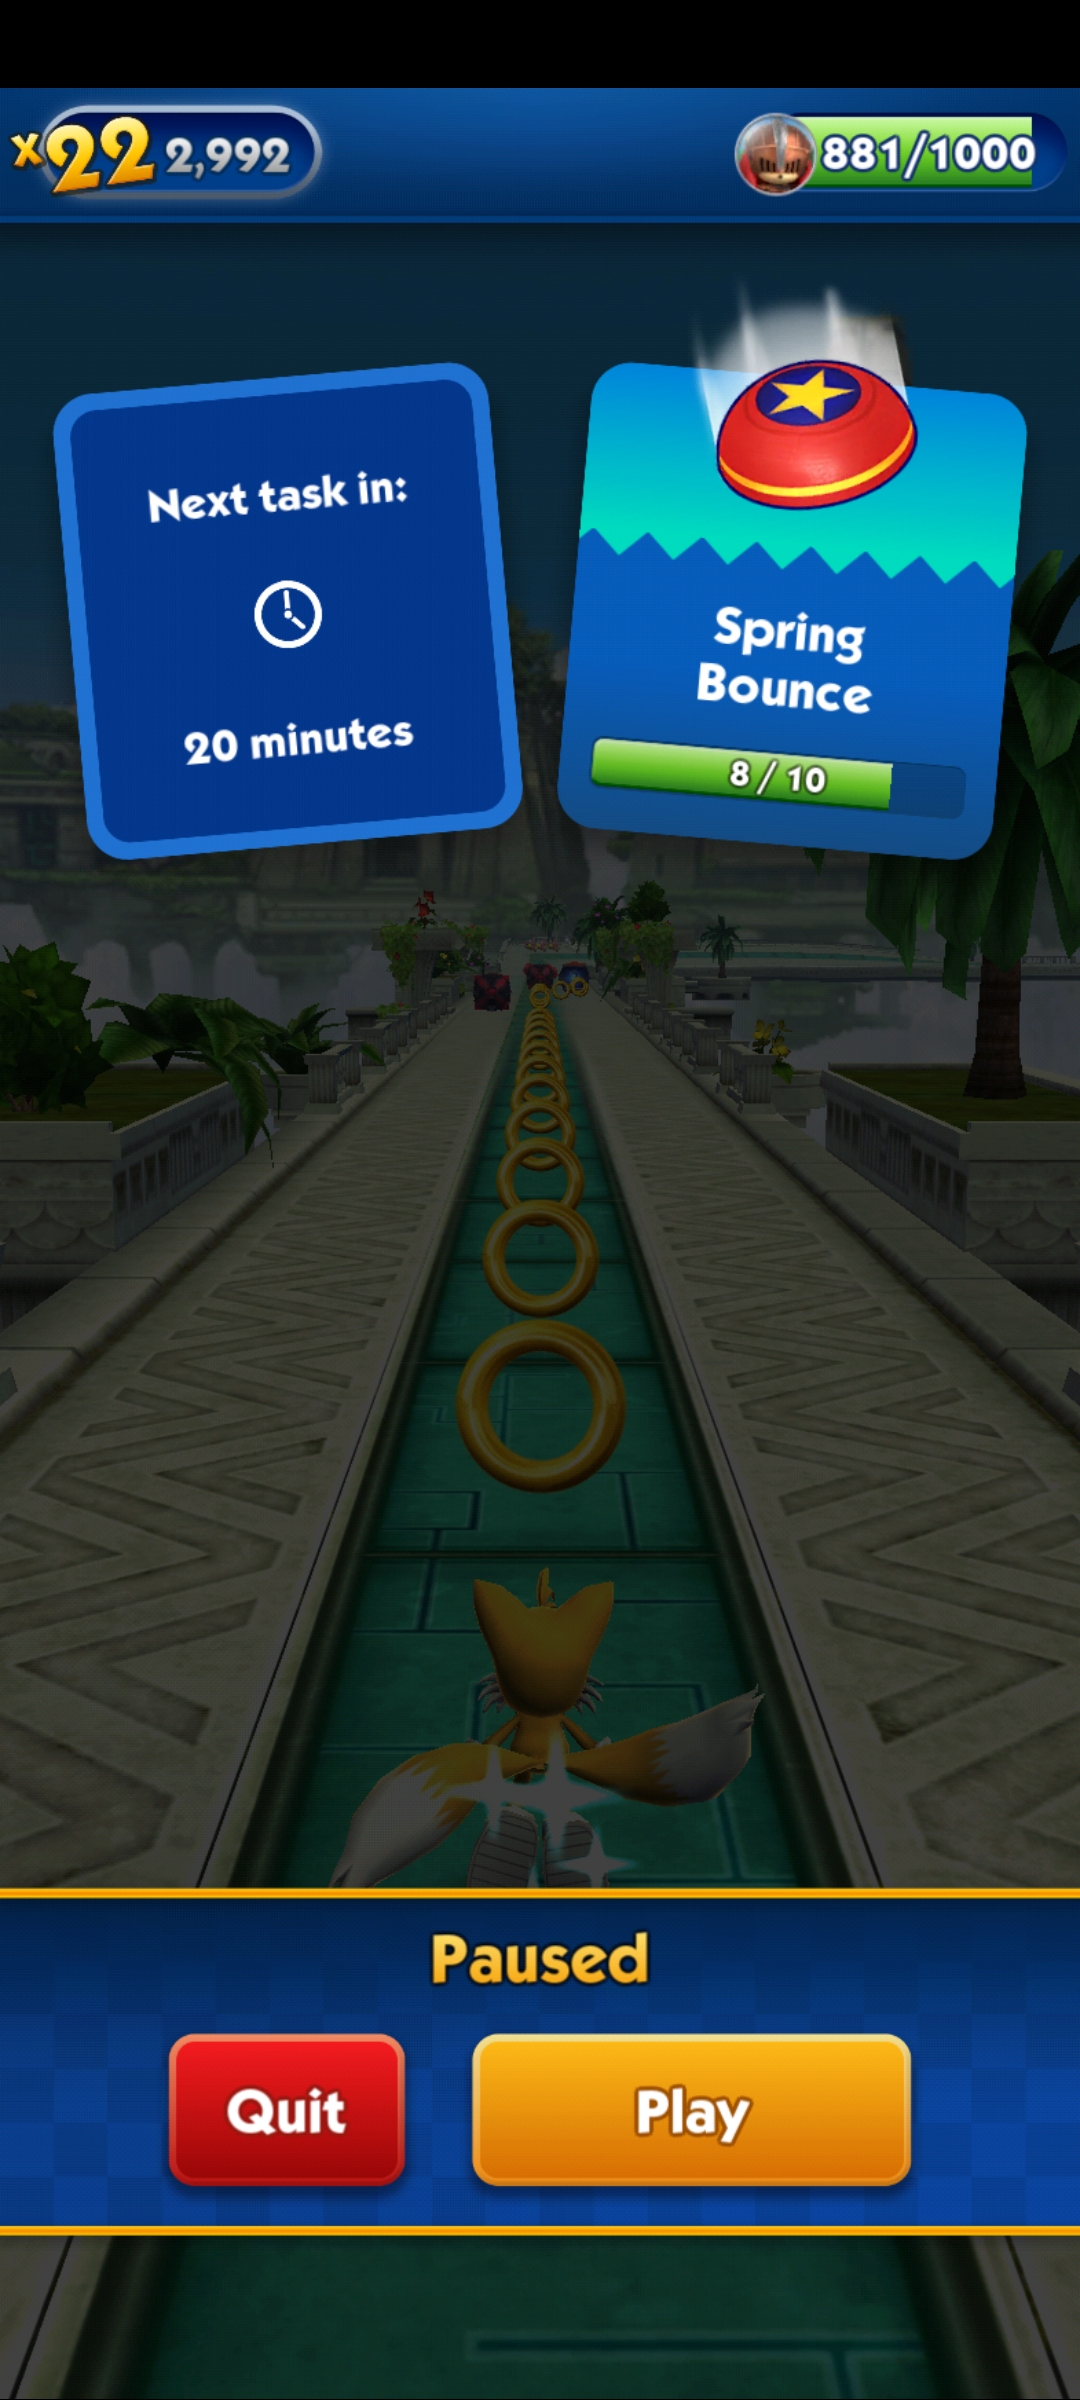 x22 2,992
881/1000
Next task in:
20 minutes
Spring
Bounce
8 / 10
Paused
Quit
Play